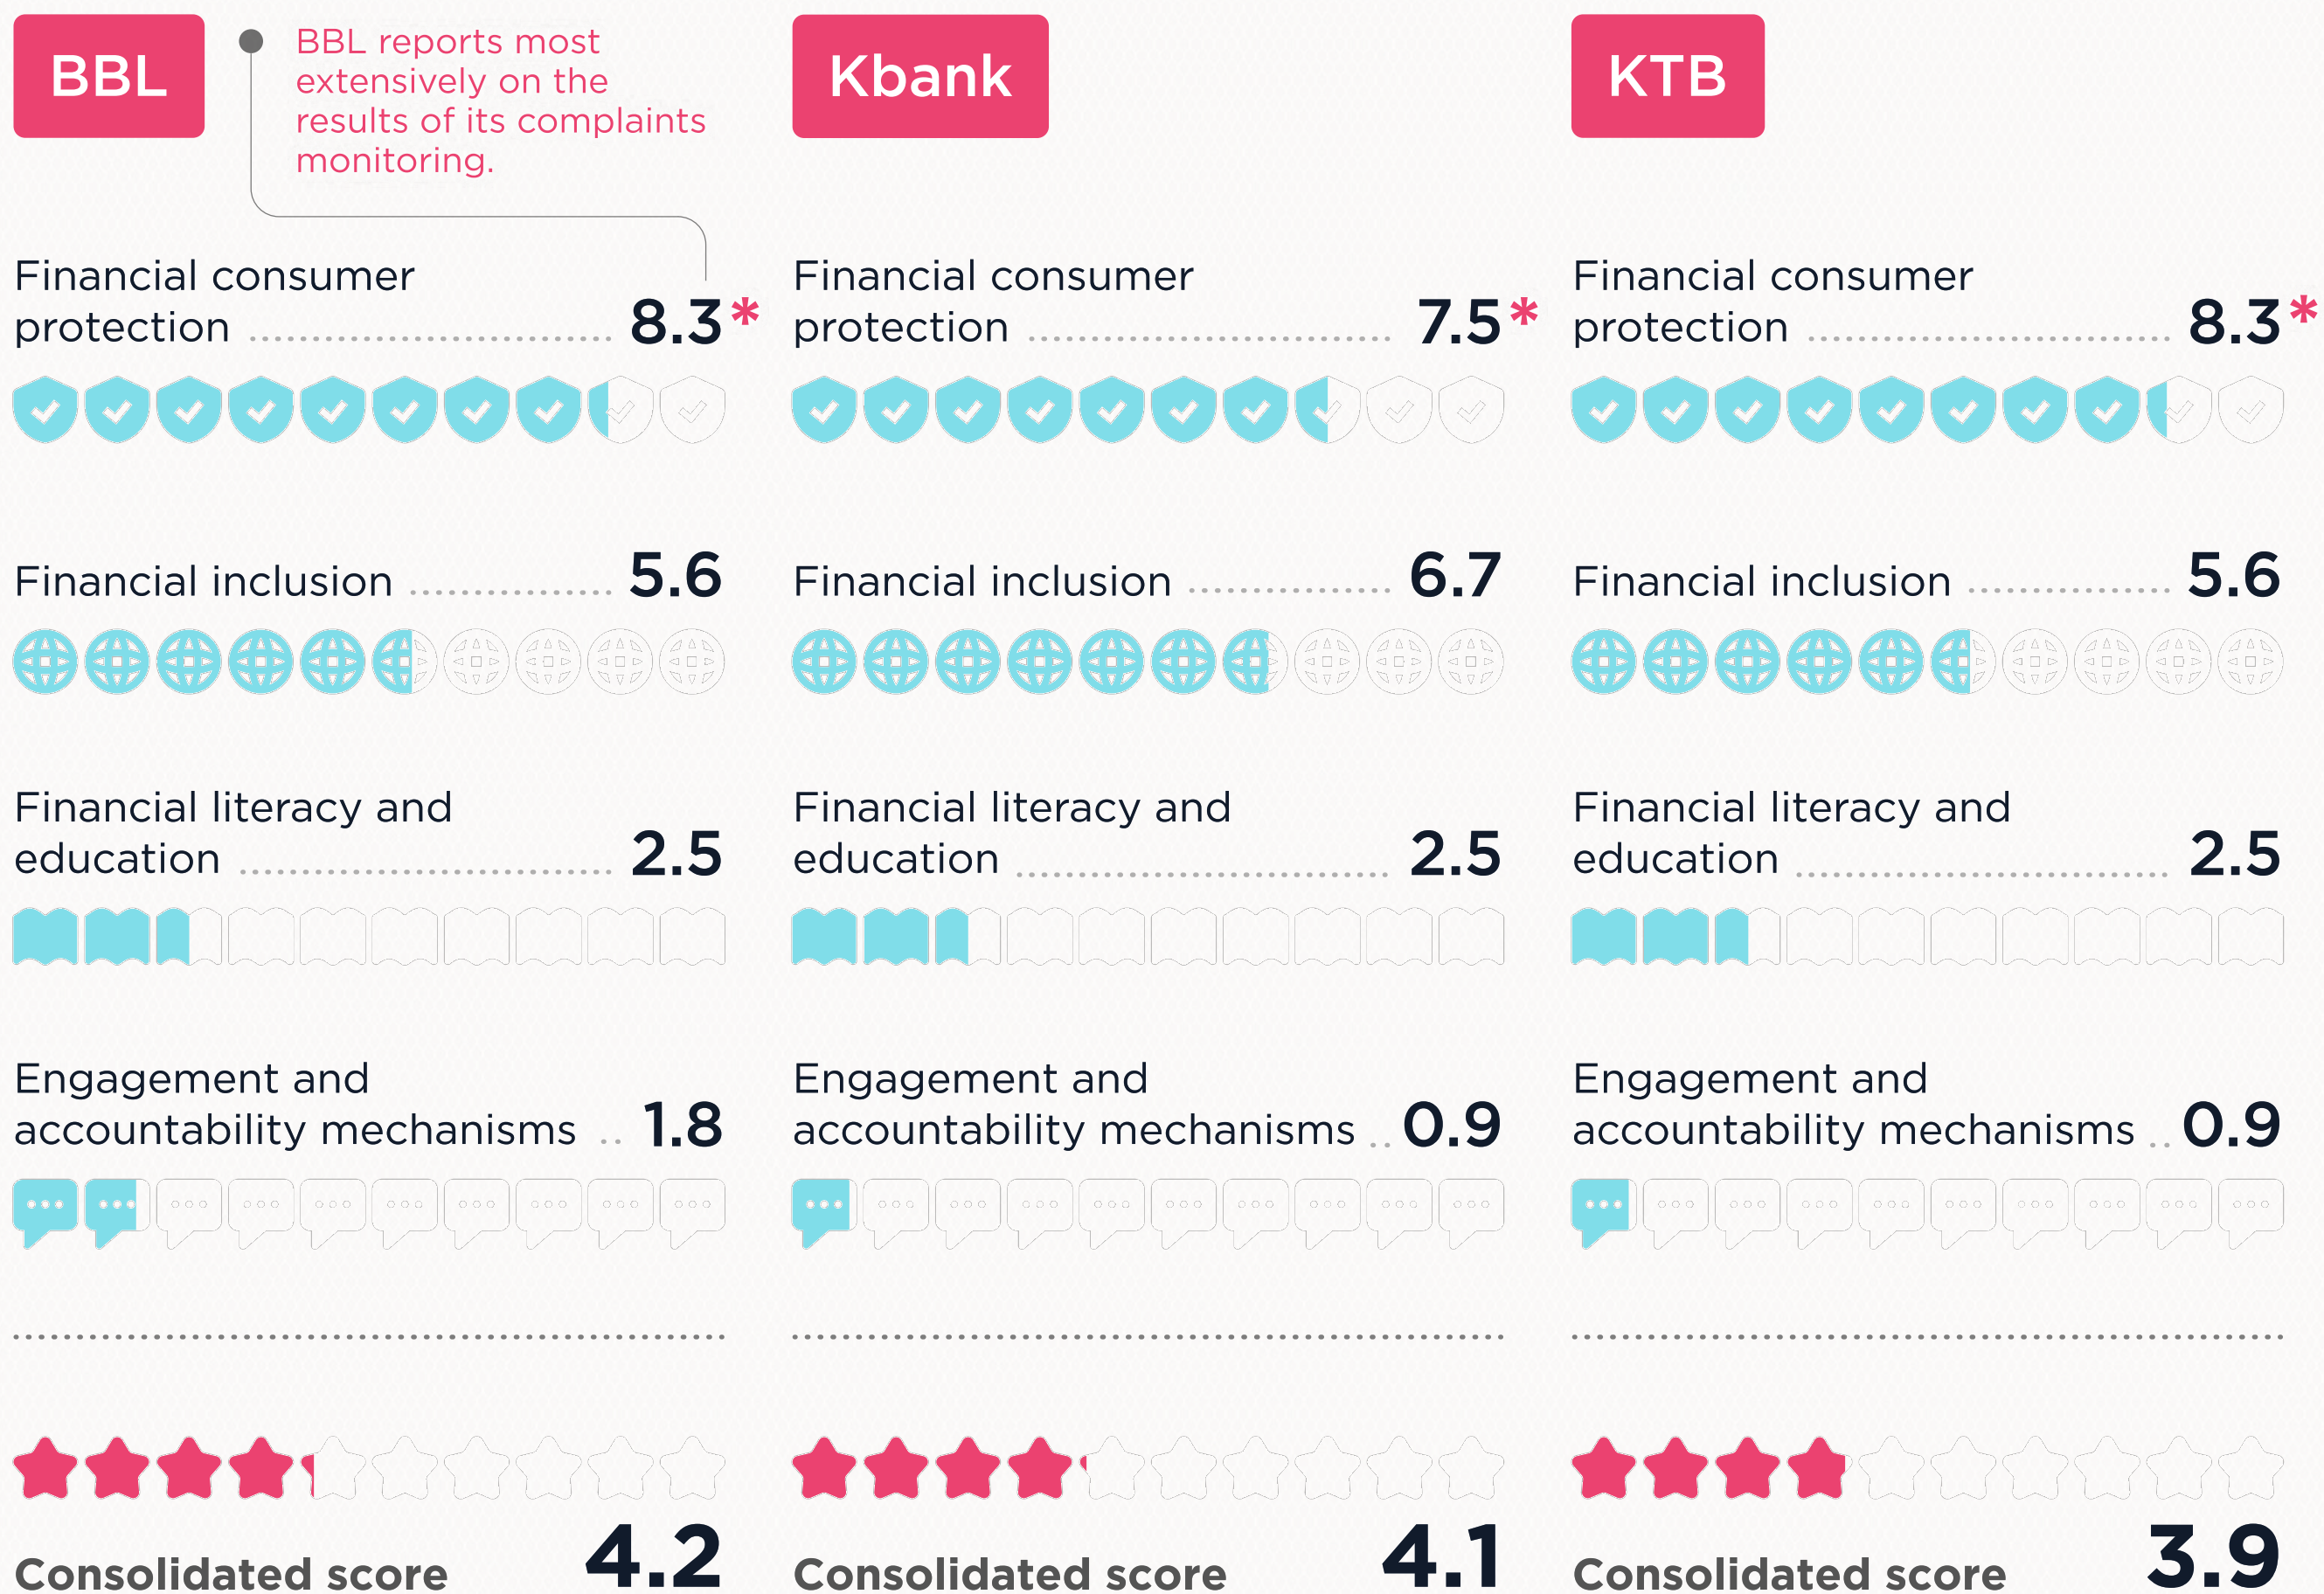 BBL
BBL reports most
extensively on the
results of its complaints
monitoring.
Financial consumer
protection 8.3*
Financial inclusion 5.6
Financial literacy and
education 2.5
Engagement and
accountability mechanisms 1.8
Consolidated score 4.2
Kbank
Financial consumer
protection 7.5*
Financial inclusion 6.7
Financial literacy and
education 2.5
Engagement and
accountability mechanisms 0.9
Consolidated score 4.1
KTB
Financial consumer
protection 8.3*
Financial inclusion 5.6
Financial literacy and
education 2.5
Engagement and
accountability mechanisms 0.9
Consolidated score 3.9